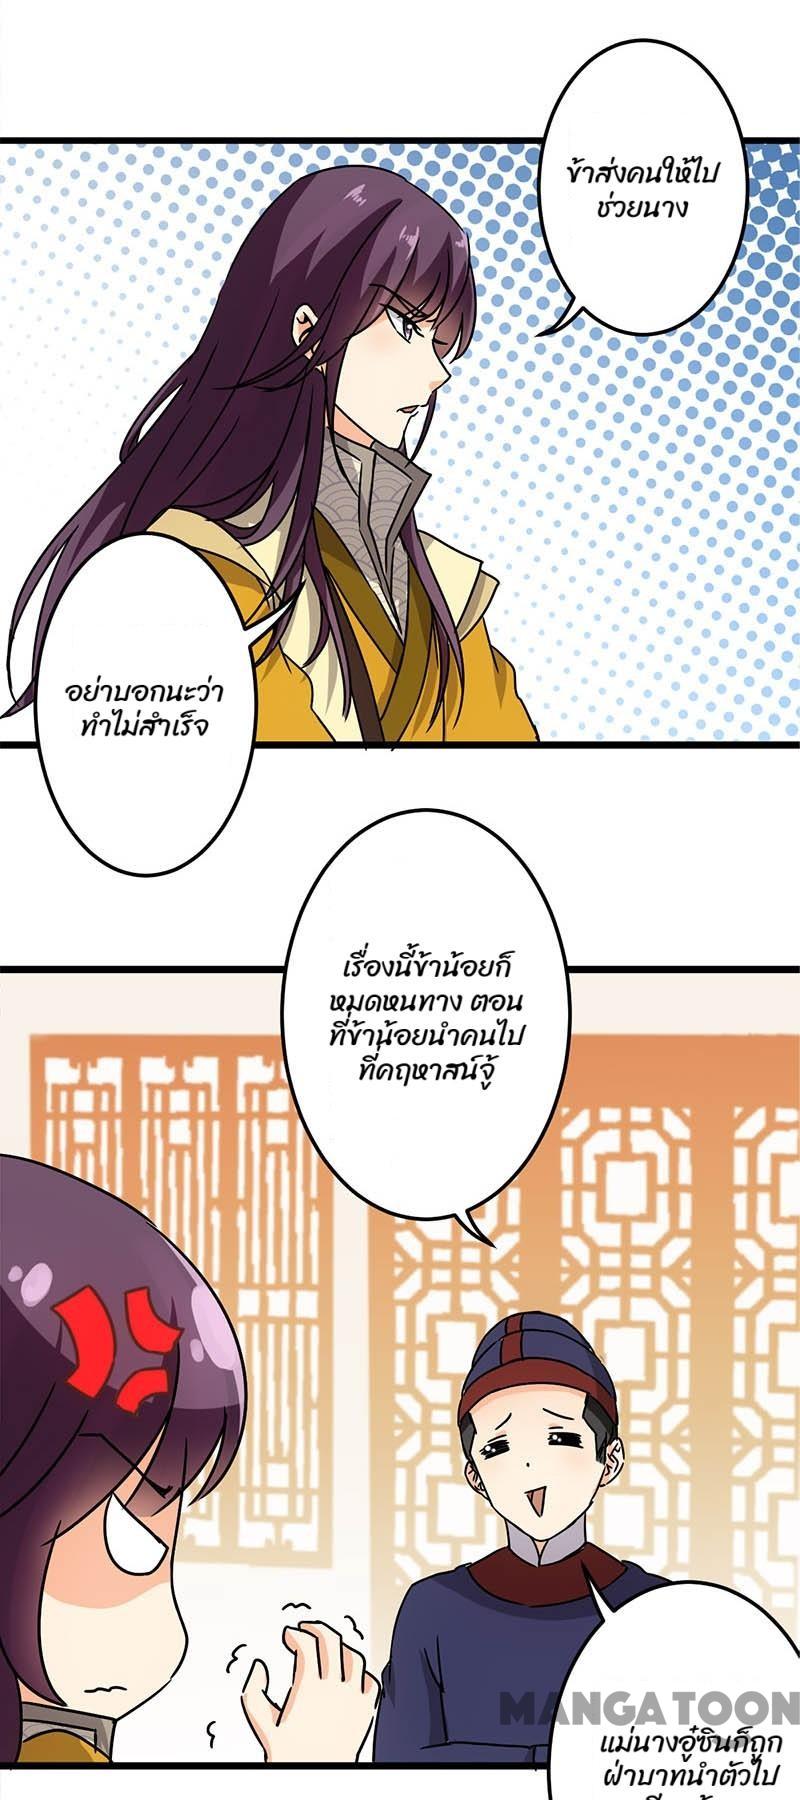 ข้าส่งคนให้ไป
ช่วยนาง
อย่าบอกนะว่า
ทำไม่สำเร็จ
เรื่องนี้ข้าน้อยก็
หมดหนทาง ตอน
ที่ข้าน้อยนำคนไป
ที่คฤหาสน์จู้
MANGATOON
แม่นางอู๋ซินก็ถูก
ฝ่าบาทนำตัวไป